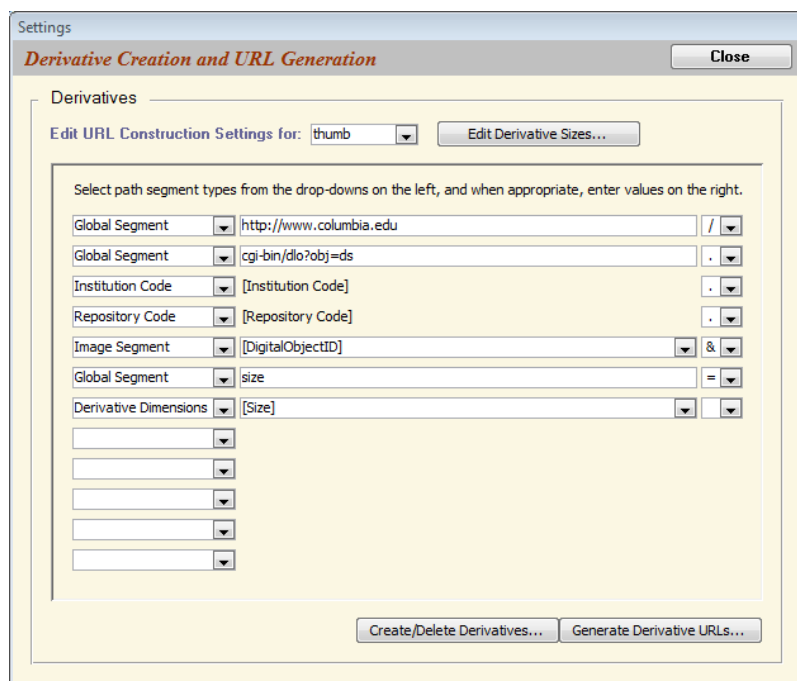 Settings
Derivative Creation and URL Generation Close
Derivatives
Edit URL Construction Settings for: thumb Edit Derivative Sizes...
Select path segment types from the drop-downs on the left, and when appropriate, enter values on the right.
Global Segment http://www.columbia.edu /
Global Segment cgi-bin/dlo?obj=ds .
Institution Code [Institution Code] .
Repository Code [Repository Code] .
Image Segment [DigitalObjectID] &
Global Segment size =
Derivative Dimensions [Size]
Create/Delete Derivatives... Generate Derivative URLs...